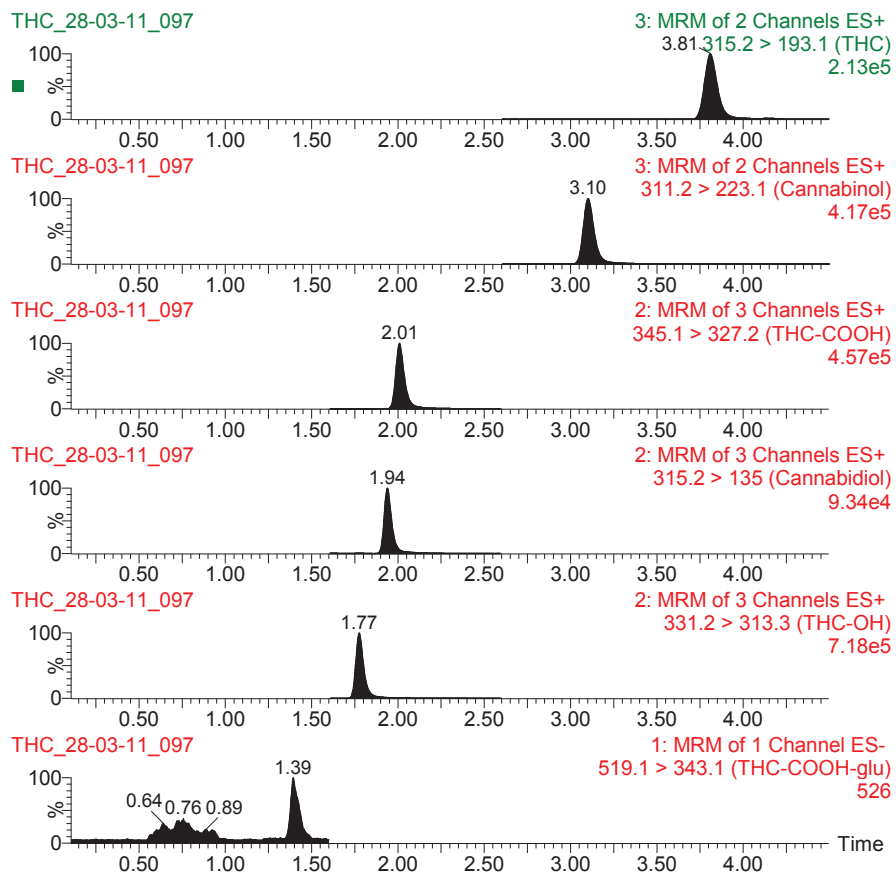 THC_28-03-11_097
3: MRM of 2 Channels ES+
315.2 > 193.1 (THC)
2.13e5
3.81
100
%
0
0.50 1.00 1.50 2.00 2.50 3.00 3.50 4.00
THC_28-03-11_097
3: MRM of 2 Channels ES+
311.2 > 223.1 (Cannabinol)
4.17e5
3.10
100
%
0
0.50 1.00 1.50 2.00 2.50 3.00 3.50 4.00
THC_28-03-11_097
2: MRM of 3 Channels ES+
345.1 > 327.2 (THC-COOH)
4.57e5
2.01
100
%
0
0.50 1.00 1.50 2.00 2.50 3.00 3.50 4.00
THC_28-03-11_097
2: MRM of 3 Channels ES+
315.2 > 135 (Cannabidiol)
9.34e4
1.94
100
%
0
0.50 1.00 1.50 2.00 2.50 3.00 3.50 4.00
THC_28-03-11_097
2: MRM of 3 Channels ES+
331.2 > 313.3 (THC-OH)
7.18e5
1.77
100
%
0
0.50 1.00 1.50 2.00 2.50 3.00 3.50 4.00
THC_28-03-11_097
1: MRM of 1 Channel ES-
519.1 > 343.1 (THC-COOH-glu)
526
1.39
100
%
0.64 0.76 0.89
0
Time
0.50 1.00 1.50 2.00 2.50 3.00 3.50 4.00